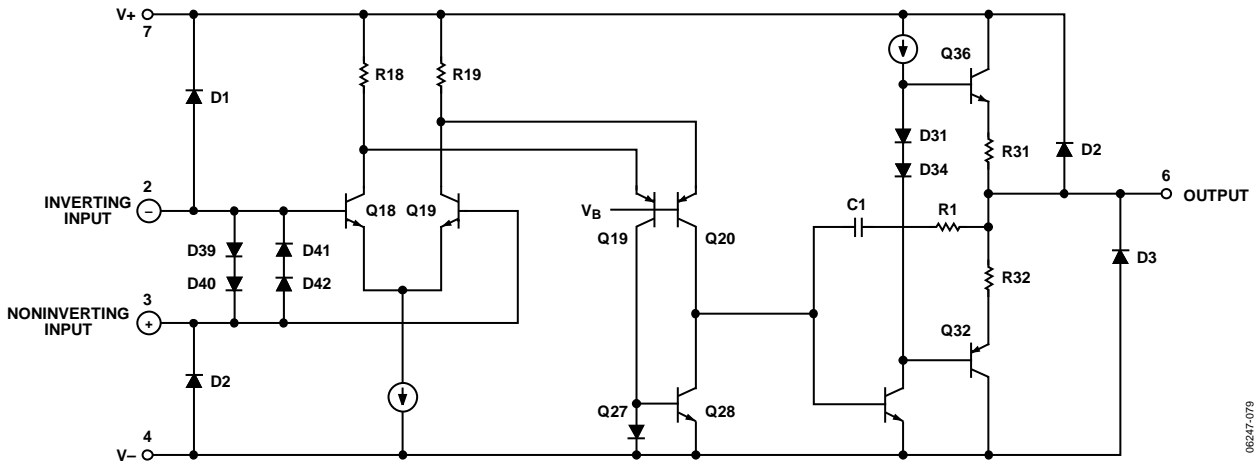 V+
7
D1
R18
R19
Q36
D31
D34
R31
D2
6
OUTPUT
2
INVERTING
INPUT
–
Q18
Q19
VB
Q19
Q20
C1
R1
D39
D41
D40
D42
D3
R32
3
NONINVERTING
INPUT
+
Q32
D2
Q27
Q28
4
V–
06247-079